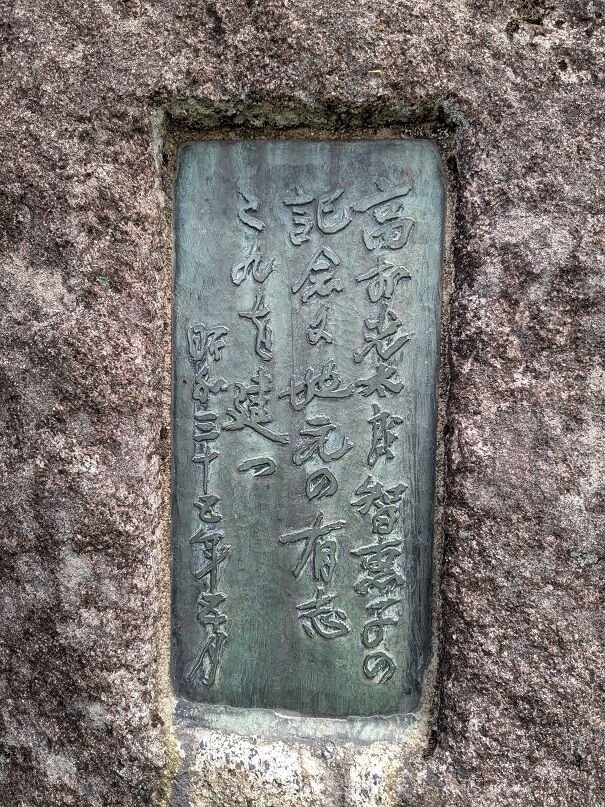 高村光太郎智恵子の
記念に地元の有志
これを建つ
昭和三十五年五月